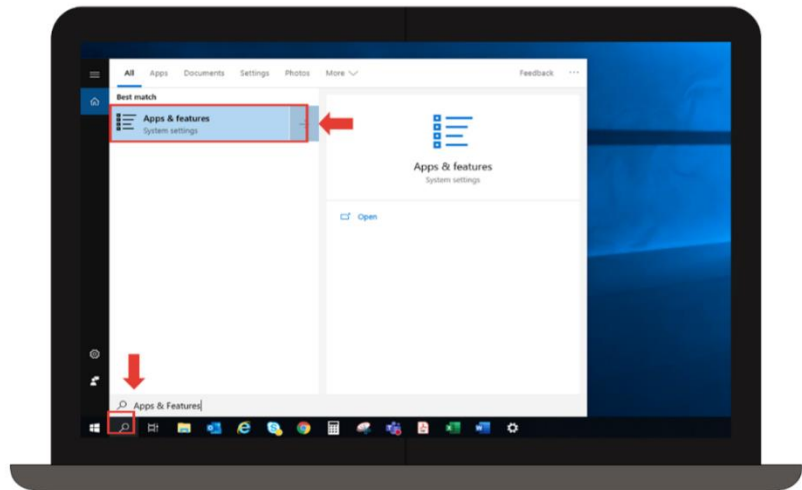 All Apps Documents Settings Photos More Feedback ...
Best match
Apps & features
System settings
Apps & features
System settings
Open
Apps & Features